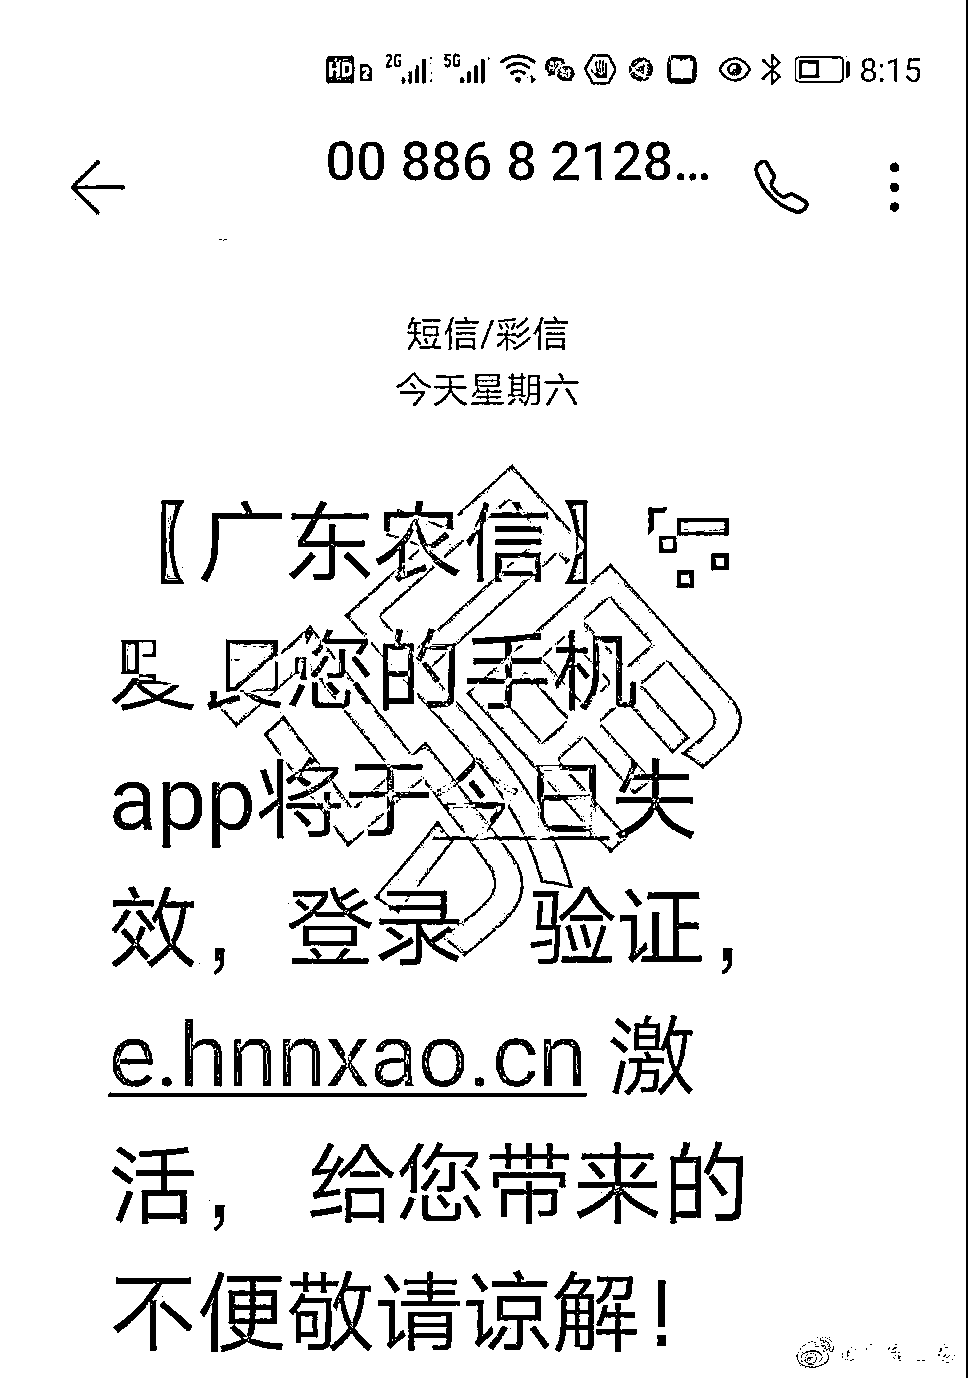 HD 2 2G 5G 8:15
00 886 8 2128...
短信/彩信
今天星期六
〖广东农信〗
您的手机
app将于今日失
效，登录 验证，
e.hnnxao.cn 激
活， 给您带来的
不便敬请谅解！